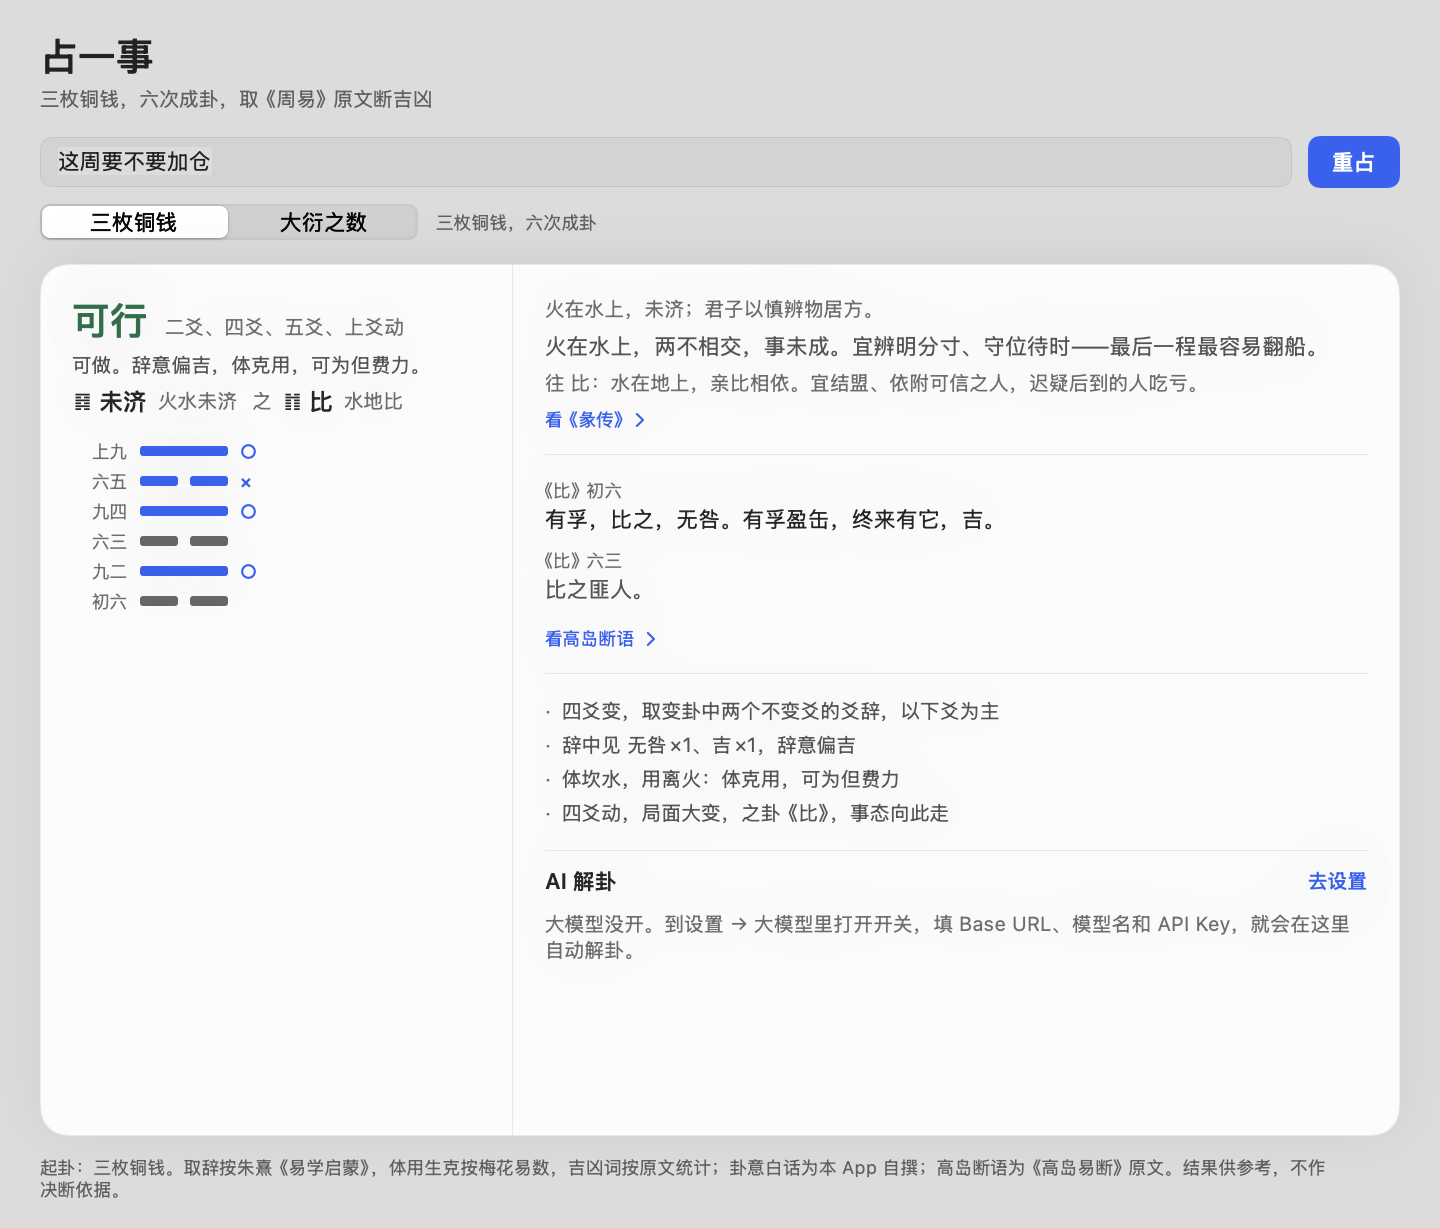 占一事
三枚铜钱，六次成卦，取《周易》原文断吉凶
这周要不要加仓
重占
三枚铜钱
大衍之数
三枚铜钱，六次成卦
可行 二爻、四爻、五爻、上爻动
可做。辞意偏吉，体克用，可为但费力。
䷿ 未济 火水未济 之 ䷇ 比 水地比
上九
六五 ×
九四
六三
九二
初六
火在水上，未济；君子以慎辨物居方。
火在水上，两不相交，事未成。宜辨明分寸、守位待时——最后一程最容易翻船。
往 比：水在地上，亲比相依。宜结盟、依附可信之人，迟疑后到的人吃亏。
看《彖传》
《比》初六
有孚，比之，无咎。有孚盈缶，终来有它，吉。
《比》六三
比之匪人。
看高岛断语
· 四爻变，取变卦中两个不变爻的爻辞，以下爻为主
· 辞中见 无咎×1、吉×1，辞意偏吉
· 体坎水，用离火：体克用，可为但费力
· 四爻动，局面大变，之卦《比》，事态向此走
AI 解卦
去设置
大模型没开。到设置 → 大模型里打开开关，填 Base URL、模型名和 API Key，就会在这里
自动解卦。
起卦：三枚铜钱。取辞按朱熹《易学启蒙》，体用生克按梅花易数，吉凶词按原文统计；卦意白话为本 App 自撰；高岛断语为《高岛易断》原文。结果供参考，不作
决断依据。